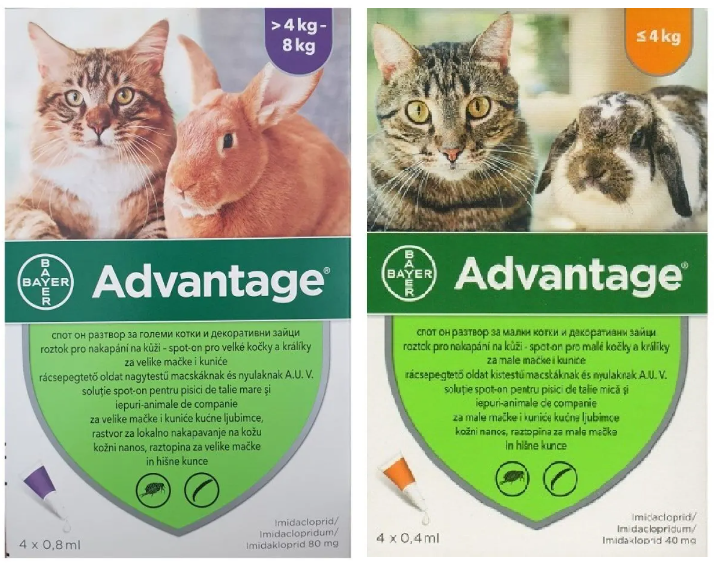 > 4 kg -
8 kg
BAYER
BAYER
Advantage®
спот он разтвор за големи котки и декоративни зайци
roztok pro nakapání na kůži - spot-on pro velké kočky a králíky
za velike mačke i kuniće
rácsepegtető oldat nagytestű macskáknak és nyulaknak A.U. V.
soluţie spot-on pentru pisici de talie mare şi
iepuri-animale de companie
za velike mačke i kuniće kućne ljubimce,
rastvor za lokalno nakapavanje na kožu
kožni nanos, raztopina za velike mačke
in hišne kunce
4 x 0,8 ml
Imidacloprid/
Imidaclopridum/
Imidakloprid 80 mg
≤ 4 kg
BAYER
BAYER
Advantage®
спот он разтвор за малки котки и декоративни зайци
roztok pro nakapání na kůži - spot-on pro malé kočky a králíky
za male mačke i kuniće
rácsepegtető oldat kistestű macskáknak és nyulaknak A.U. V.
soluţie spot-on pentru pisici de talie mică şi
iepuri-animale de companie
za male mačke i kuniće kućne ljubimce
kožni nanos, raztopina za male mačke
in hišne kunce
4 x 0,4 ml
Imidacloprid/
Imidaclopridum/
Imidakloprid 40 mg